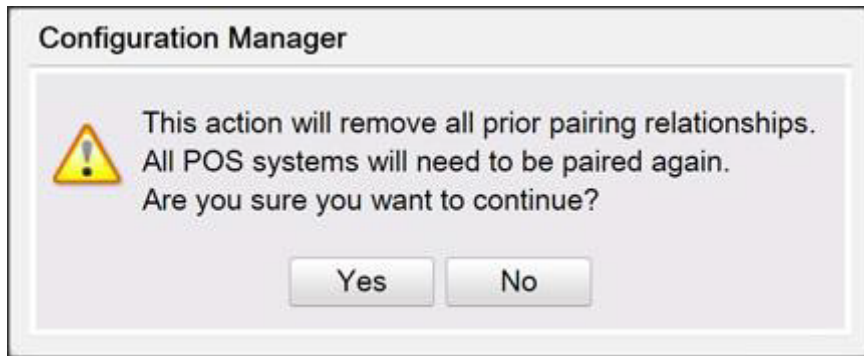 Configuration Manager
This action will remove all prior pairing relationships.
All POS systems will need to be paired again.
Are you sure you want to continue?
Yes No